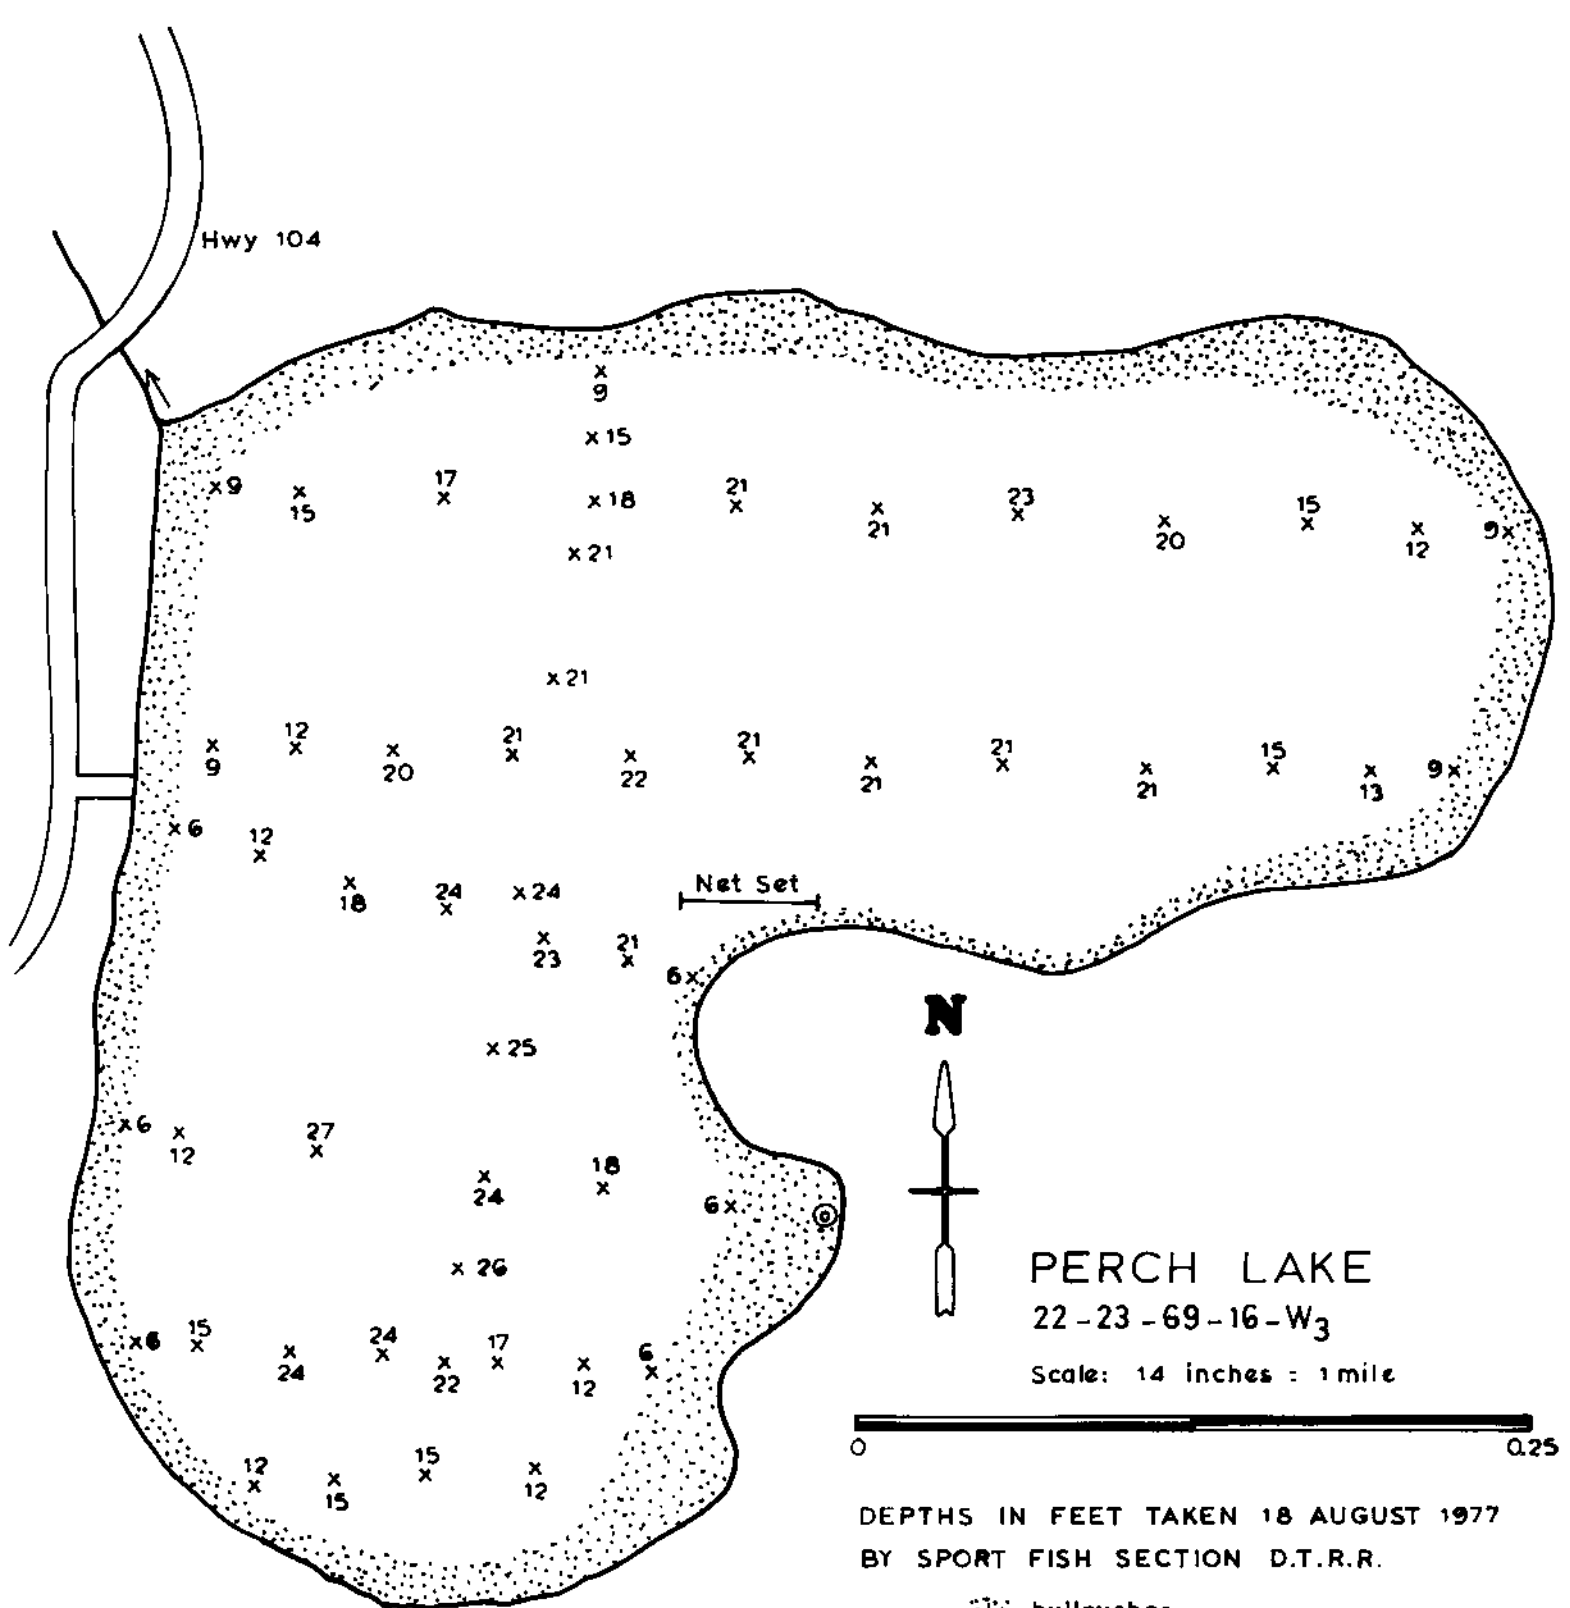 Hwy 104
9
15
9 15 17 18 21 21 23 20 15 12 9
21
21
9 12 20 21 22 21 21 21 21 15 13 9
6 12 18 24 24
Net Set
23 21 6
N
25
6 12 27 24 18 6
26
PERCH LAKE
22-23-69-16-W3
Scale: 14 inches = 1 mile
6 15 24 24 22 17 12 6
0 0.25
12 15 15 12
DEPTHS IN FEET TAKEN 18 AUGUST 1977
BY SPORT FISH SECTION D.T.R.R.